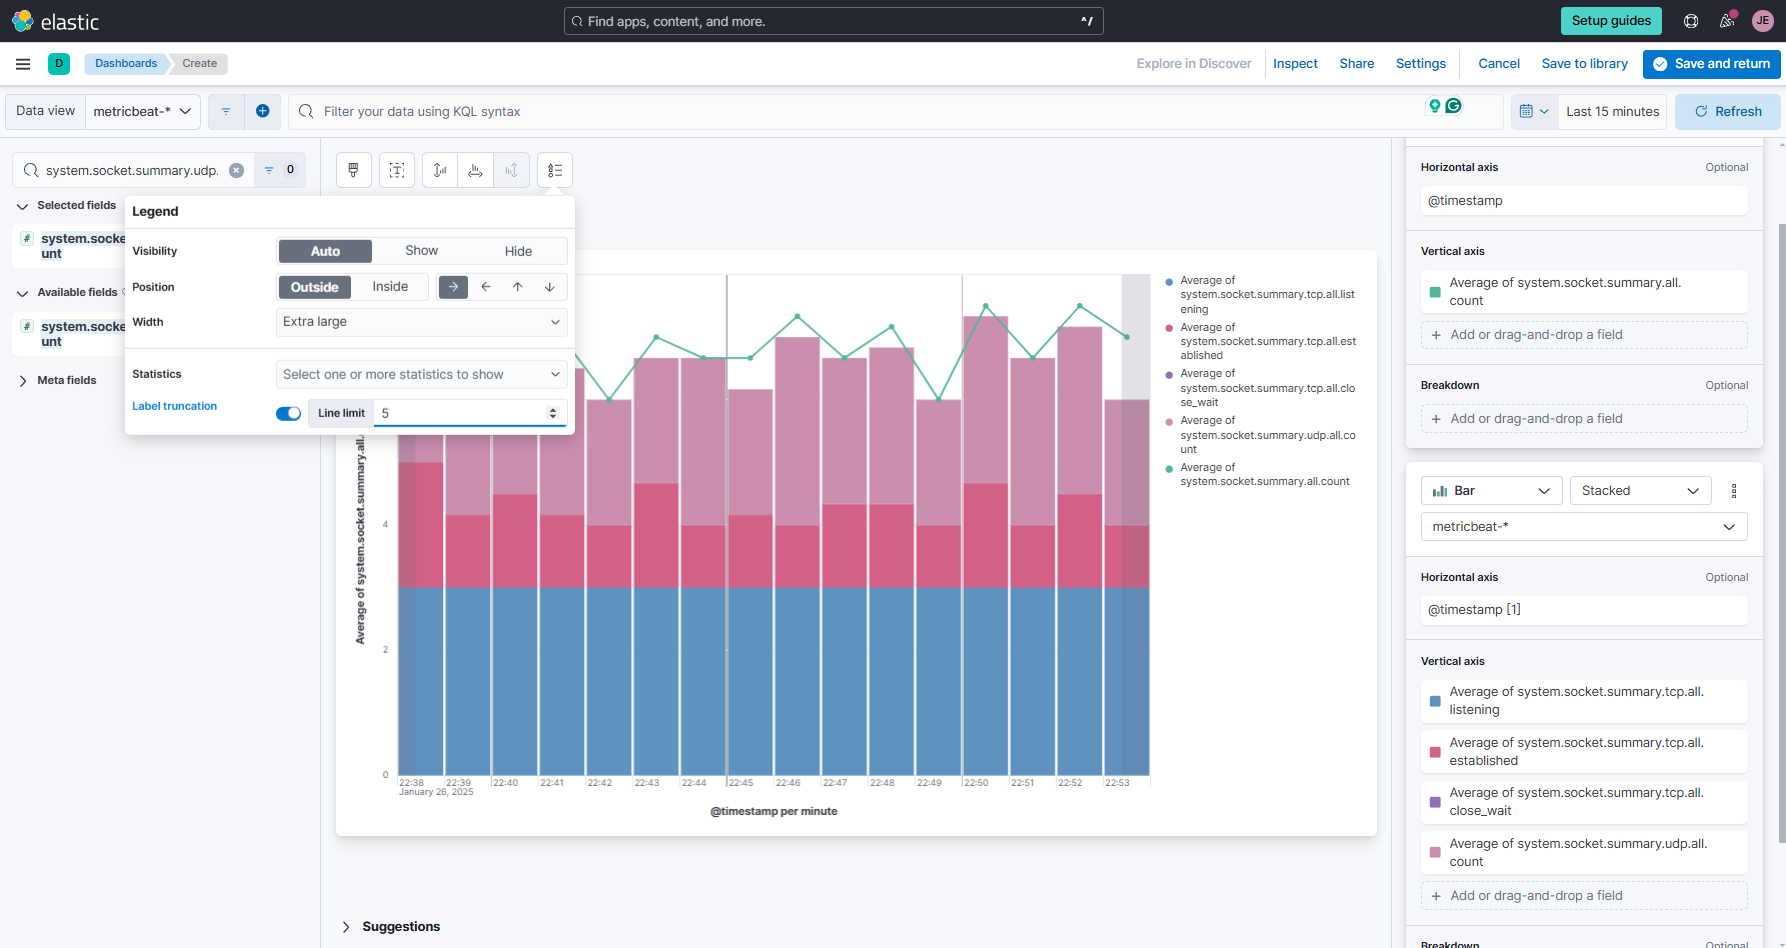 elastic
Find apps, content, and more.
^/
Setup guides
JE
D
Dashboards
Create
Explore in Discover
Inspect
Share
Settings
Cancel
Save to library
Save and return
Data view
metricbeat-*
Filter your data using KQL syntax
Last 15 minutes
Refresh
system.socket.summary.udp.
0
Selected fields
# system.socke
unt
Available fields
# system.socke
unt
Meta fields
Legend
Visibility
Auto
Show
Hide
Position
Outside
Inside
Width
Extra large
Statistics
Select one or more statistics to show
Label truncation
Line limit
5
Average of system.socket.summary.all.
4
2
0
22:38
22:39
22:40
22:41
22:42
22:43
22:44
22:45
22:46
22:47
22:48
22:49
22:50
22:51
22:52
22:53
January 26, 2025
@timestamp per minute
Average of
system.socket.summary.tcp.all.list
ening
Average of
system.socket.summary.tcp.all.est
ablished
Average of
system.socket.summary.tcp.all.clo
se_wait
Average of
system.socket.summary.udp.all.co
unt
Average of
system.socket.summary.all.count
Suggestions
Horizontal axis
Optional
@timestamp
Vertical axis
Average of system.socket.summary.all.
count
Add or drag-and-drop a field
Breakdown
Optional
Add or drag-and-drop a field
Bar
Stacked
metricbeat-*
Horizontal axis
Optional
@timestamp [1]
Vertical axis
Average of system.socket.summary.tcp.all.
listening
Average of system.socket.summary.tcp.all.
established
Average of system.socket.summary.tcp.all.
close_wait
Average of system.socket.summary.udp.all.
count
Add or drag-and-drop a field
Breakdown
Optional